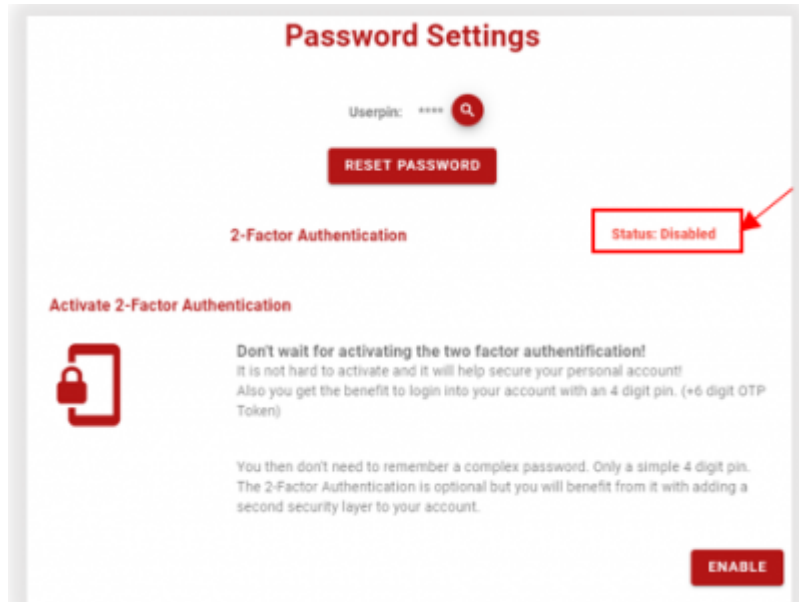 Password Settings
Userpin: ****
RESET PASSWORD
2-Factor Authentication
Status: Disabled
Activate 2-Factor Authentication
Don't wait for activating the two factor authentification!
It is not hard to activate and it will help secure your personal account!
Also you get the benefit to login into your account with an 4 digit pin. (+6 digit OTP
Token)
You then don't need to remember a complex password. Only a simple 4 digit pin.
The 2-Factor Authentication is optional but you will benefit from it with adding a
second security layer to your account.
ENABLE